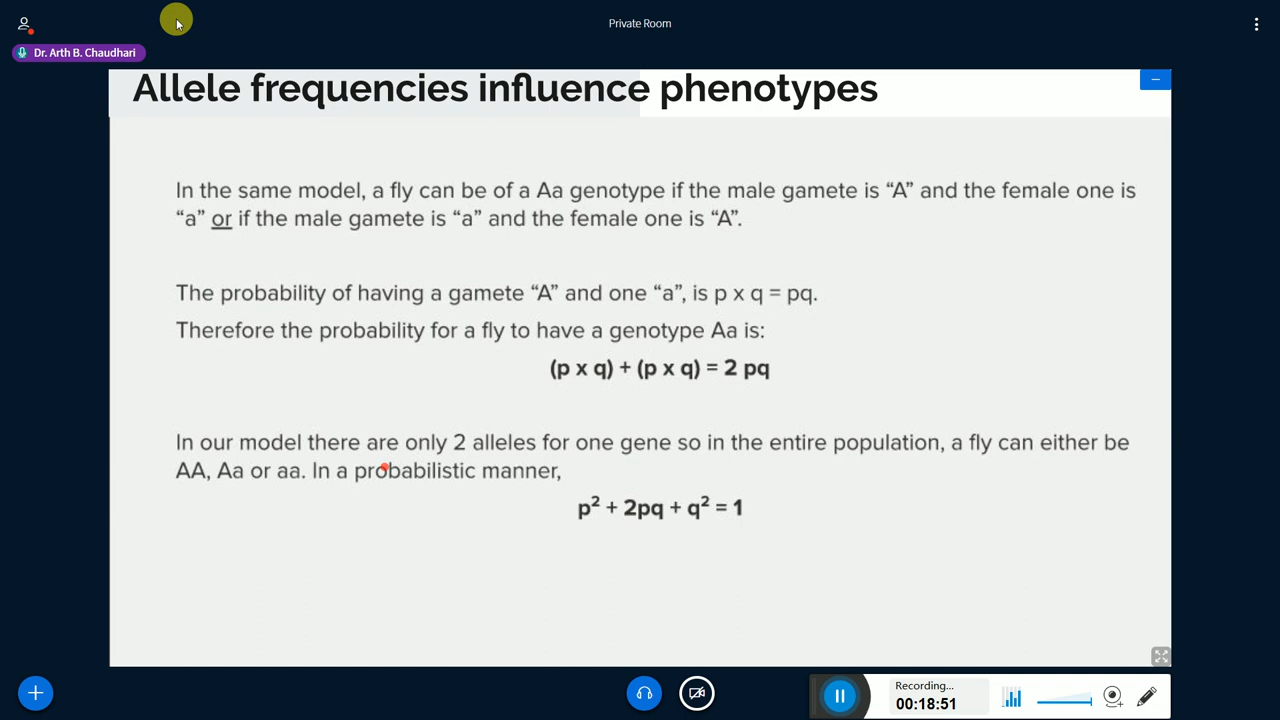 Private Room
Dr. Arth B. Chaudhari
Allele frequencies influence phenotypes
In the same model, a fly can be of a Aa genotype if the male gamete is “A” and the female one is
“a” or if the male gamete is “a” and the female one is “A”.
The probability of having a gamete “A” and one “a”, is p x q = pq.
Therefore the probability for a fly to have a genotype Aa is:
(p x q) + (p x q) = 2 pq
In our model there are only 2 alleles for one gene so in the entire population, a fly can either be
AA, Aa or aa. In a probabilistic manner,
p² + 2pq + q² = 1
Recording...
00:18:51